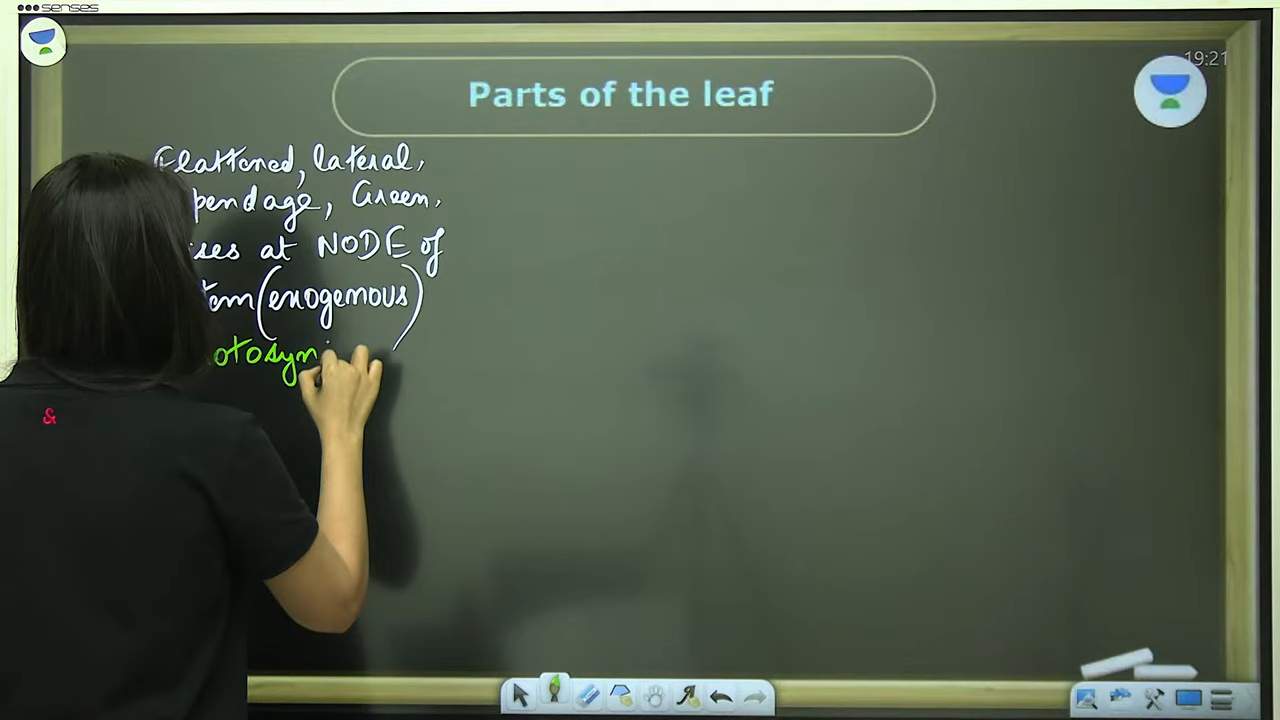 senses
19:21
Parts of the leaf
Flattened, lateral,
pendage, Green,
ses at NODE of
tem (exogenous)
otosyn
&